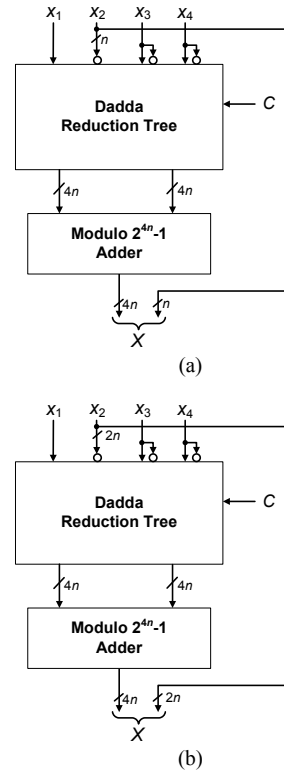 x1 x2 x3 x4
n
Dadda
Reduction Tree
C
4n 4n
Modulo 2^4n-1
Adder
4n n
X
(a)
x1 x2 x3 x4
2n
Dadda
Reduction Tree
C
4n 4n
Modulo 2^4n-1
Adder
4n 2n
X
(b)